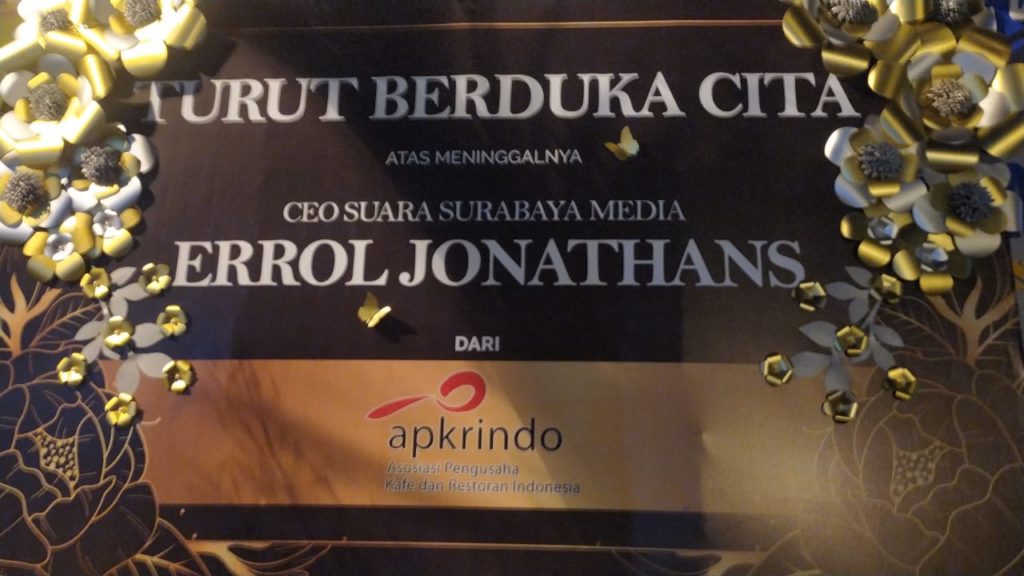 TURUT BERDUKA CITA
ATAS MENINGGALNYA
CEO SUARA SURABAYA MEDIA
ERROL JONATHANS
DARI
apkrindo
Asosiasi Pengusaha
Kafe dan Restoran Indonesia